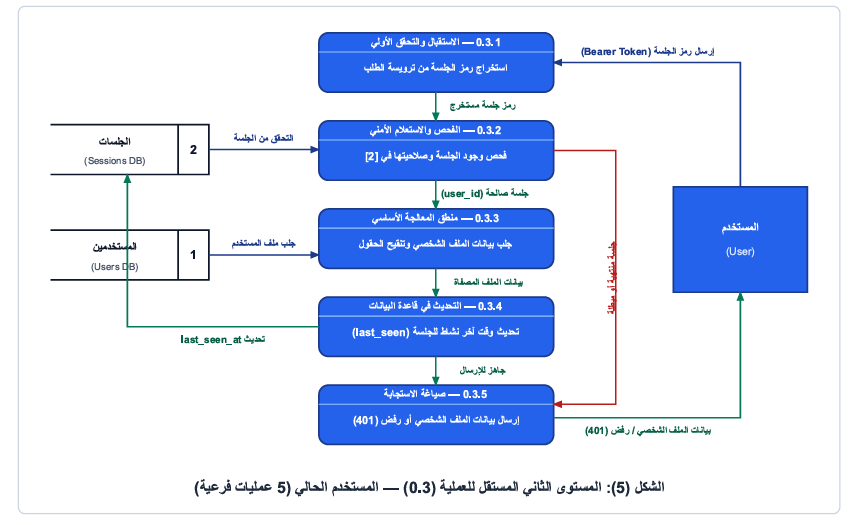 0.3.1 — الاستقبال والتحقق الأولي
استخراج رمز الجلسة من ترويسة الطلب
إرسال رمز الجلسة (Bearer Token)
رمز جلسة مستخرج
0.3.2 — الفحص والاستعلام الأمني
فحص وجود الجلسة وصلاحيتها في [2]
التحقق من الجلسة
2
الجلسات
(Sessions DB)
جلسة صالحة (user_id)
0.3.3 — منطق المعالجة الأساسي
جلب بيانات الملف الشخصي وتنقيح الحقول
جلب ملف المستخدم
1
المستخدمين
(Users DB)
المستخدم
(User)
جلسة منتهية أو مبطلة
بيانات الملف المصفاة
0.3.4 — التحديث في قاعدة البيانات
تحديث وقت آخر نشاط للجلسة (last_seen)
تحديث last_seen_at
جاهز للإرسال
0.3.5 — صياغة الاستجابة
إرسال بيانات الملف الشخصي أو رفض (401)
بيانات الملف الشخصي / رفض (401)
الشكل (5): المستوى الثاني المستقل للعملية (0.3) — المستخدم الحالي (5 عمليات فرعية)